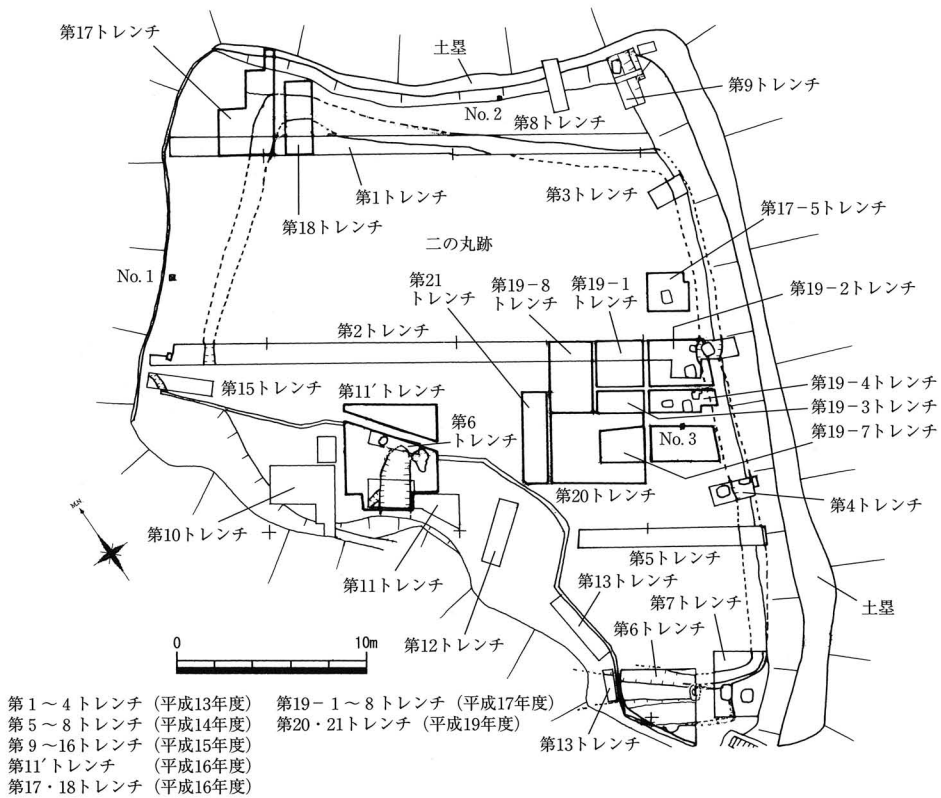 第17トレンチ
土塁
第9トレンチ
No. 2
第8トレンチ
第1トレンチ
第3トレンチ
第18トレンチ
第17−5トレンチ
二の丸跡
No. 1
第21
トレンチ
第19−8
トレンチ
第19−1
トレンチ
第19−2トレンチ
第2トレンチ
第15トレンチ
第11′トレンチ
第6
トレンチ
第19−4トレンチ
第19−3トレンチ
No. 3
第19−7トレンチ
第20トレンチ
第4トレンチ
M.N
第10トレンチ
第5トレンチ
第11トレンチ
第13トレンチ
第7トレンチ
土塁
第12トレンチ
第6トレンチ
0 10m
第13トレンチ
第1〜4トレンチ（平成13年度）
第5〜8トレンチ（平成14年度）
第9〜16トレンチ（平成15年度）
第11′トレンチ （平成16年度）
第17・18トレンチ（平成16年度）
第19−1〜8トレンチ（平成17年度）
第20・21トレンチ（平成19年度）